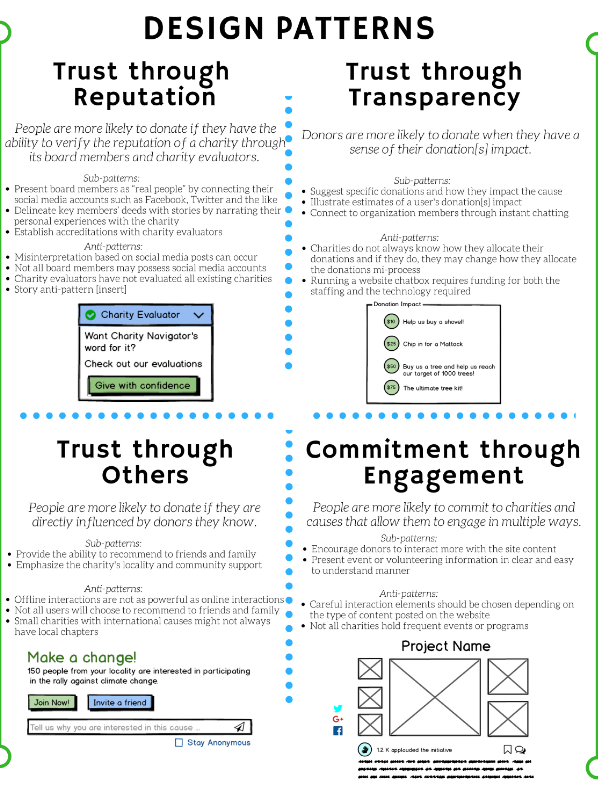 DESIGN PATTERNS
Trust through
Reputation
People are more likely to donate if they have the
ability to verify the reputation of a charity through
its board members and charity evaluators.
Sub-patterns:
• Present board members as "real people" by connecting their
social media accounts such as Facebook, Twitter and the like
• Delineate key members' deeds with stories by narrating their
personal experiences with the charity
• Establish accreditations with charity evaluators
Anti-patterns:
• Misinterpretation based on social media posts can occur
• Not all board members may possess social media accounts
• Charity evaluators have not evaluated all existing charities
• Story anti-pattern [insert]
Charity Evaluator
Want Charity Navigator's
word for it?
Check out our evaluations
Give with confidence
Trust through
Transparency
Donors are more likely to donate when they have a
sense of their donation[s] impact.
Sub-patterns:
• Suggest specific donations and how they impact the cause
• Illustrate estimates of a user's donation[s] impact
• Connect to organization members through instant chatting
Anti-patterns:
• Charities do not always know how they allocate their
donations and if they do, they may change how they allocate
the donations mi-process
• Running a website chatbox requires funding for both the
staffing and the technology required
Donation Impact
$10 Help us buy a shovel!
$25 Chip in for a Mattock
$50 Buy us a tree and help us reach
our target of 1000 trees!
$75 The ultimate tree kit!
Trust through
Others
People are more likely to donate if they are
directly influenced by donors they know.
Sub-patterns:
• Provide the ability to recommend to friends and family
• Emphasize the charity's locality and community support
Anti-patterns:
• Offline interactions are not as powerful as online interactions
• Not all users will choose to recommend to friends and family
• Small charities with international causes might not always
have local chapters
Make a change!
150 people from your locality are interested in participating
in the rally against climate change.
Join Now!
Invite a friend
Tell us why you are interested in this cause ...
Stay Anonymous
Commitment through
Engagement
People are more likely to commit to charities and
causes that allow them to engage in multiple ways.
Sub-patterns:
• Encourage donors to interact more with the site content
• Present event or volunteering information in clear and easy
to understand manner
Anti-patterns:
• Careful interaction elements should be chosen depending on
the type of content posted on the website
• Not all charities hold frequent events or programs
Project Name
G+
f
1.2 K applouded the initiative